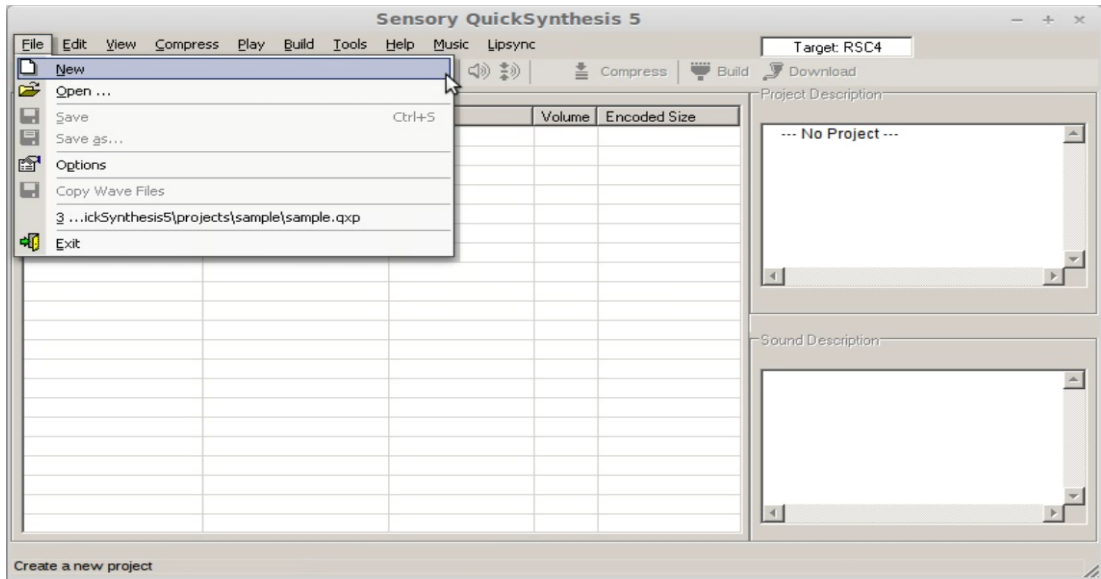 Sensory QuickSynthesis 5
File Edit View Compress Play Build Tools Help Music Lipsync
Target: RSC4
New
Compress Build Download
Open ...
Project Description
Save Ctrl+S
Volume Encoded Size
Save as...
--- No Project ---
Options
Copy Wave Files
3 ...ickSynthesis5\projects\sample\sample.qxp
Exit
Sound Description
Create a new project